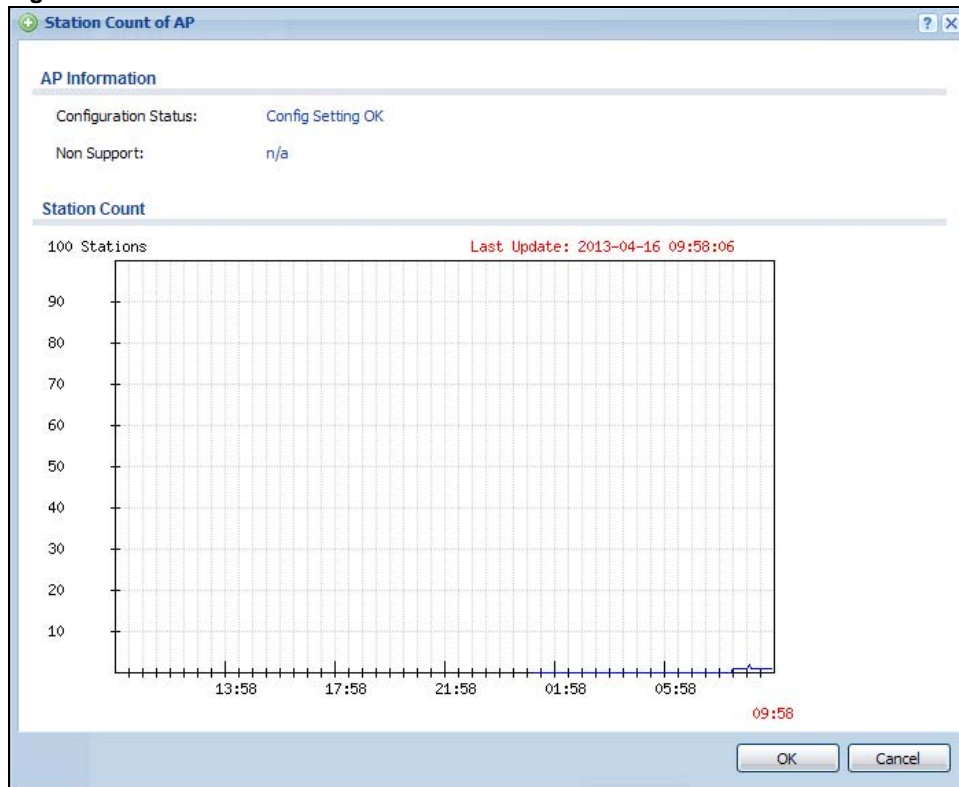 Station Count of AP
AP Information
Configuration Status: Config Setting OK
Non Support: n/a
Station Count
100 Stations Last Update: 2013-04-16 09:58:06
90
80
70
60
50
40
30
20
10
13:58 17:58 21:58 01:58 05:58
09:58
OK Cancel